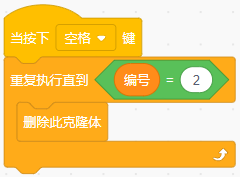 当按下 空格 键
重复执行直到 编号 = 2
删除此克隆体